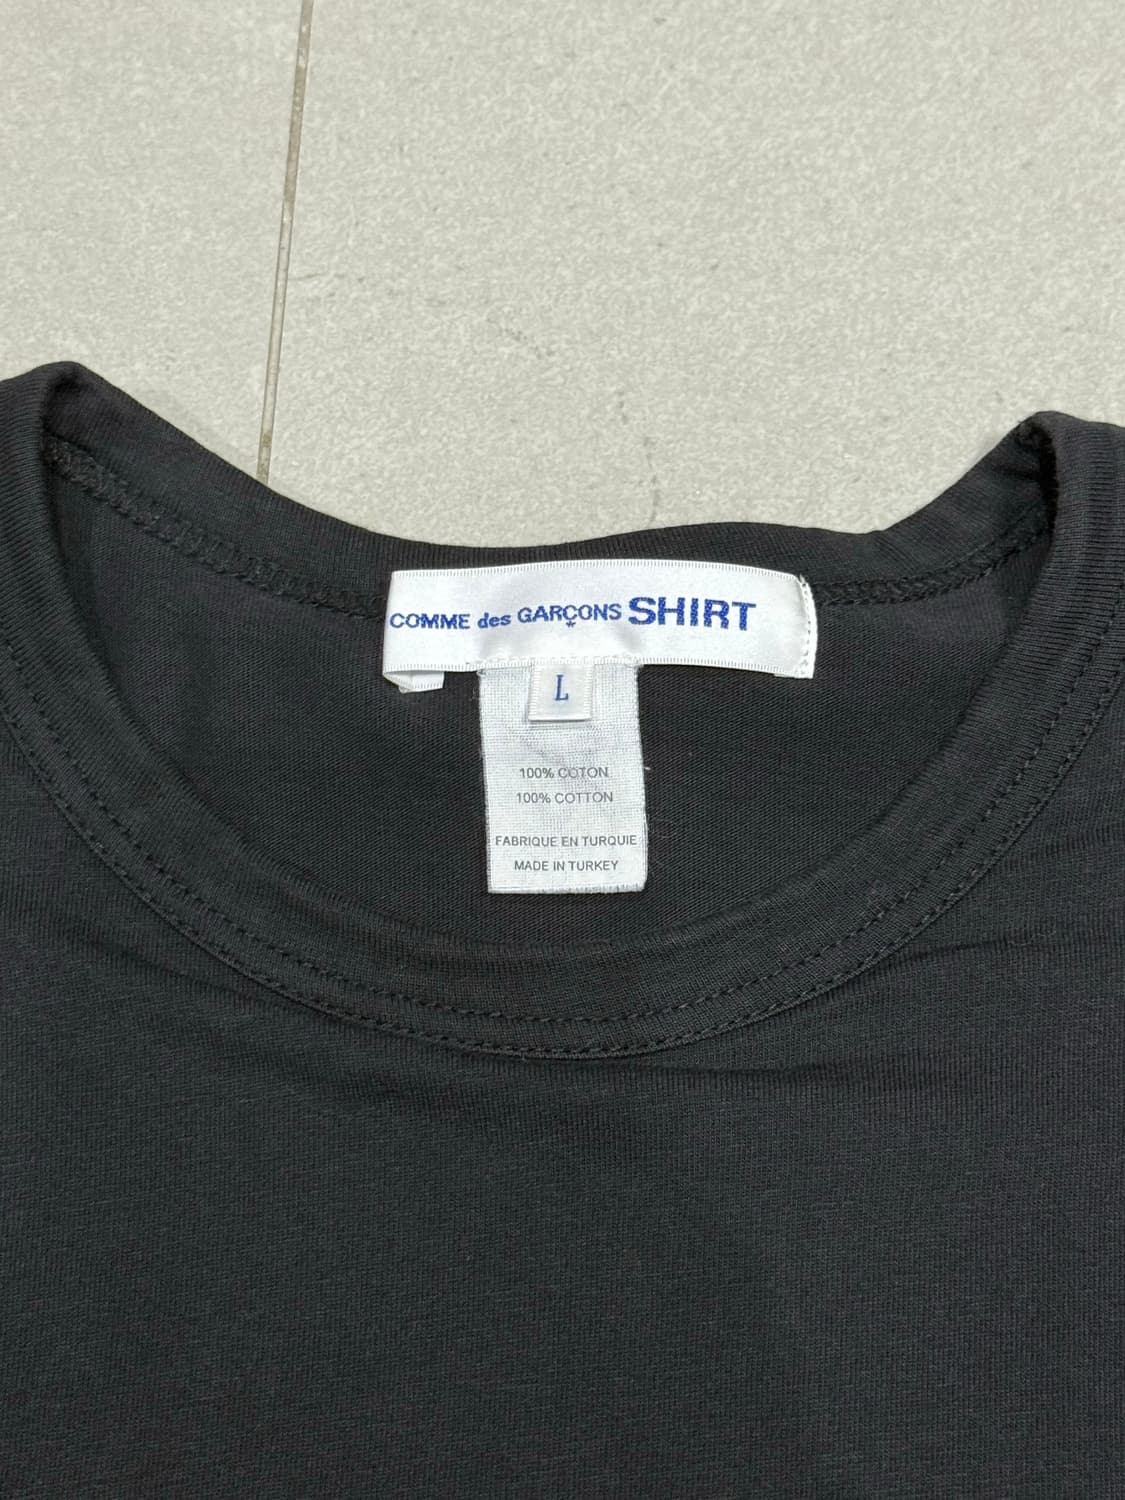 COMME des GARÇONS SHIRT
L
100% COTON
100% COTTON
FABRIQUE EN TURQUIE
MADE IN TURKEY